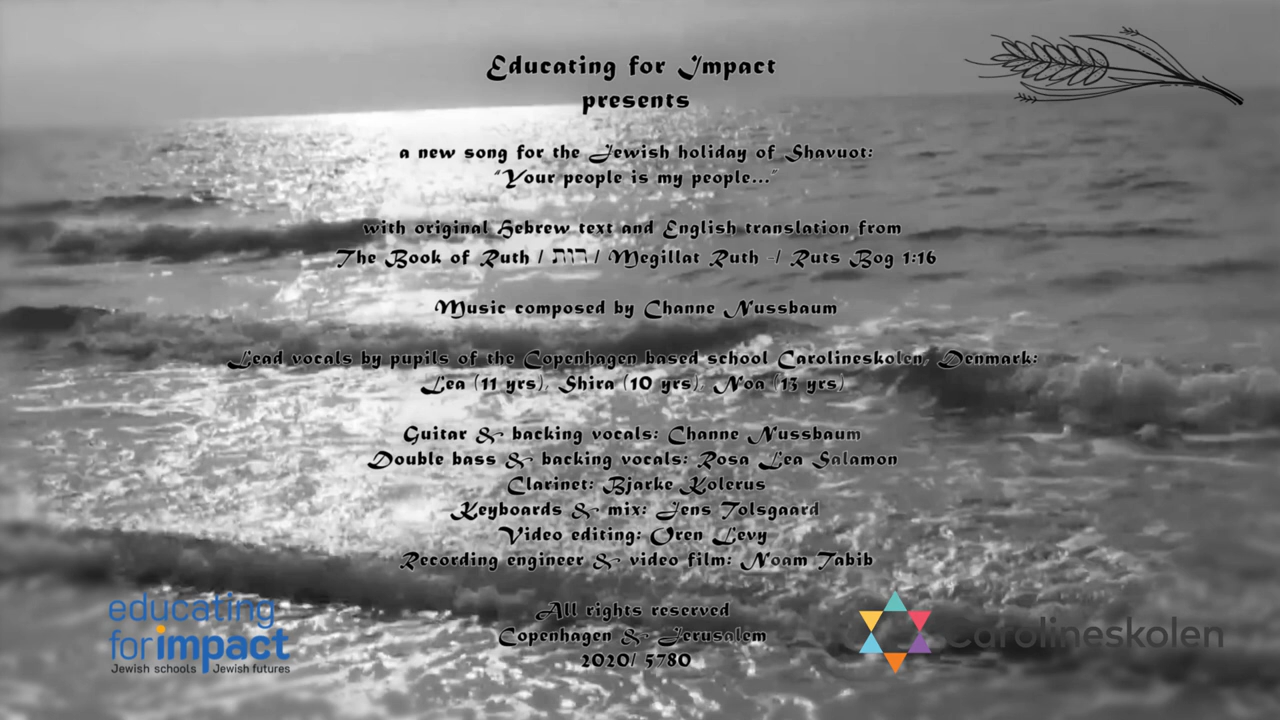 Educating for Impact
presents
a new song for the Jewish holiday of Shavuot:
"Your people is my people..."
with original Hebrew text and English translation from
The Book of Ruth / רות / Megillat Ruth -/ Ruts Bog 1:16
Music composed by Channe Nussbaum
Lead vocals by pupils of the Copenhagen based school Carolineskolen, Denmark:
Lea (11 yrs), Shira (10 yrs), Noa (13 yrs)
Guitar & backing vocals: Channe Nussbaum
Double bass & backing vocals: Rosa Lea Salamon
Clarinet: Bjarke Kolerus
Keyboards & mix: Jens Tolsgaard
Video editing: Oren Levy
Recording engineer & video film: Noam Tabib
All rights reserved
Copenhagen & Jerusalem
2020/ 5780
educating
for impact
Jewish schools Jewish futures
Carolineskolen